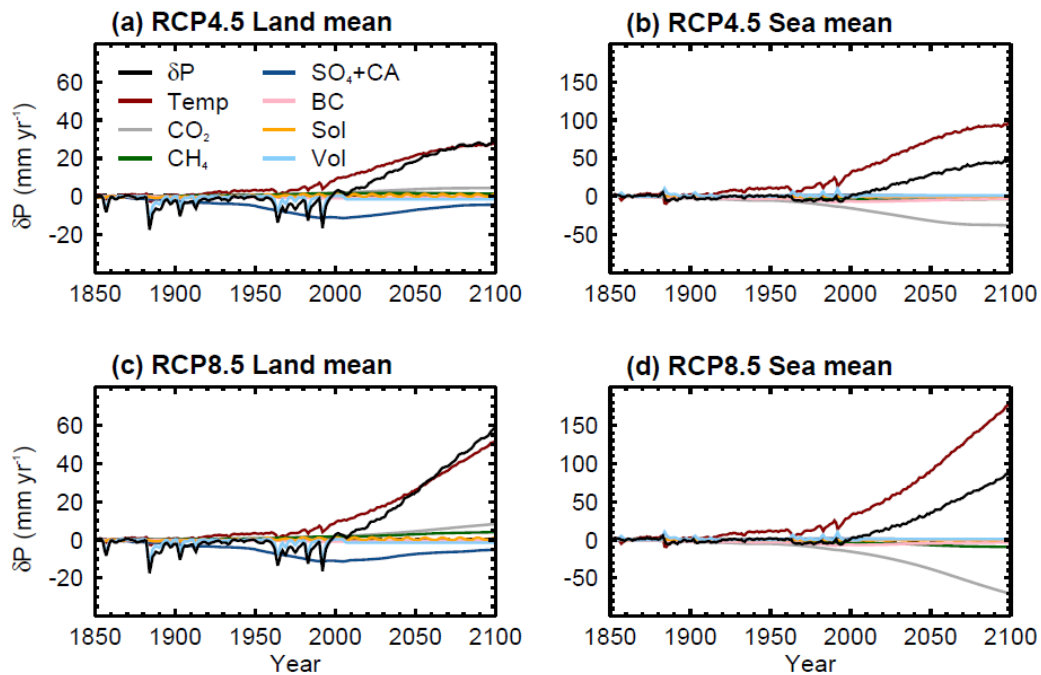 (a) RCP4.5 Land mean
(b) RCP4.5 Sea mean
δP (mm yr⁻¹)
60
40
20
0
-20
δP
Temp
CO₂
CH₄
SO₄+CA
BC
Sol
Vol
1850 1900 1950 2000 2050 2100
150
100
50
0
-50
1850 1900 1950 2000 2050 2100
(c) RCP8.5 Land mean
(d) RCP8.5 Sea mean
δP (mm yr⁻¹)
60
40
20
0
-20
1850 1900 1950 2000 2050 2100
Year
150
100
50
0
-50
1850 1900 1950 2000 2050 2100
Year